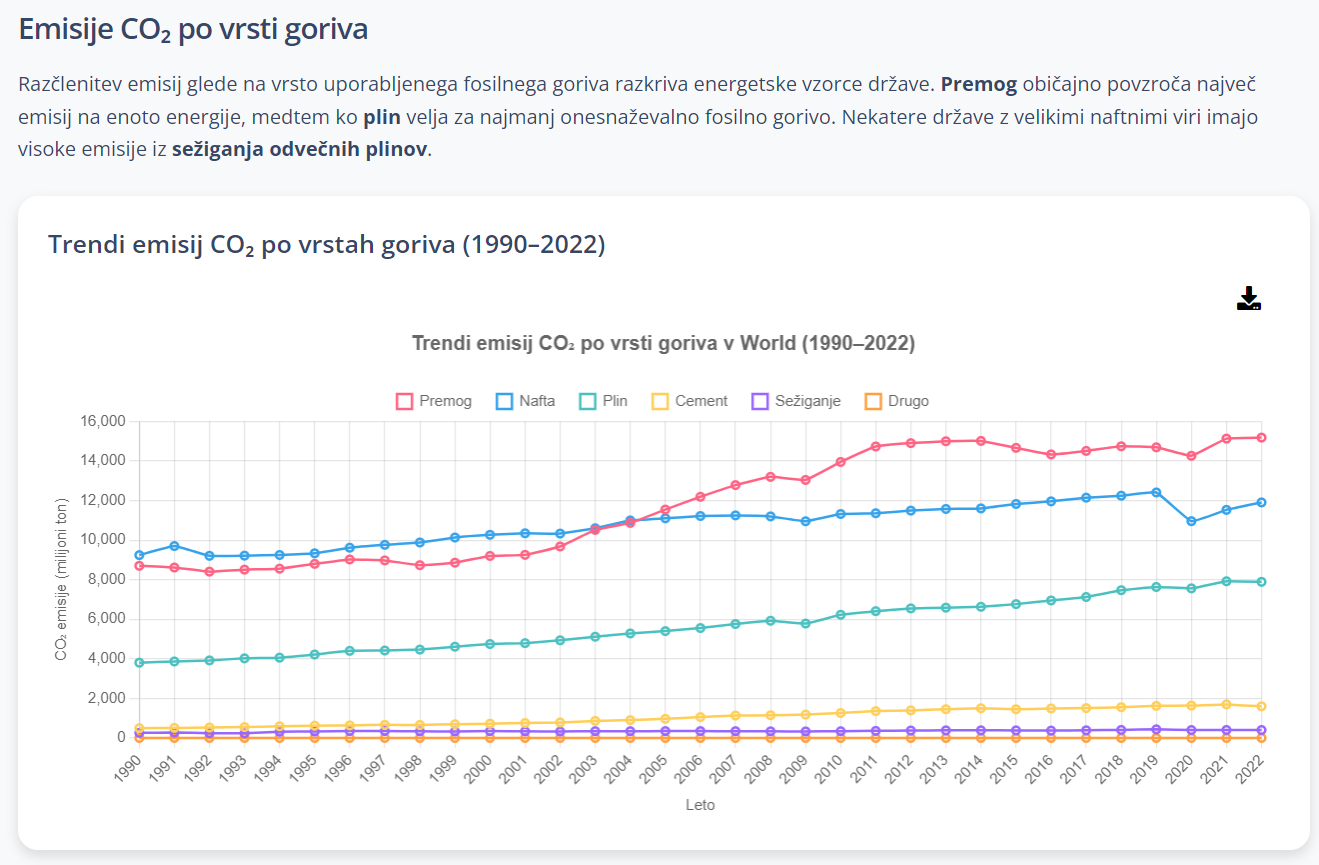 Emisije CO₂ po vrsti goriva
Razčlenitev emisij glede na vrsto uporabljenega fosilnega goriva razkriva energetske vzorce države. Premog običajno povzroča največ
emisij na enoto energije, medtem ko plin velja za najmanj onesnaževalno fosilno gorivo. Nekatere države z velikimi naftnimi viri imajo
visoke emisije iz sežiganja odvečnih plinov.
Trendi emisij CO₂ po vrstah goriva (1990–2022)
Trendi emisij CO₂ po vrsti goriva v World (1990–2022)
Premog Nafta Plin Cement Sežiganje Drugo
CO₂ emisije (milijoni ton)
16,000
14,000
12,000
10,000
8,000
6,000
4,000
2,000
0
1990 1991 1992 1993 1994 1995 1996 1997 1998 1999 2000 2001 2002 2003 2004 2005 2006 2007 2008 2009 2010 2011 2012 2013 2014 2015 2016 2017 2018 2019 2020 2021 2022
Leto